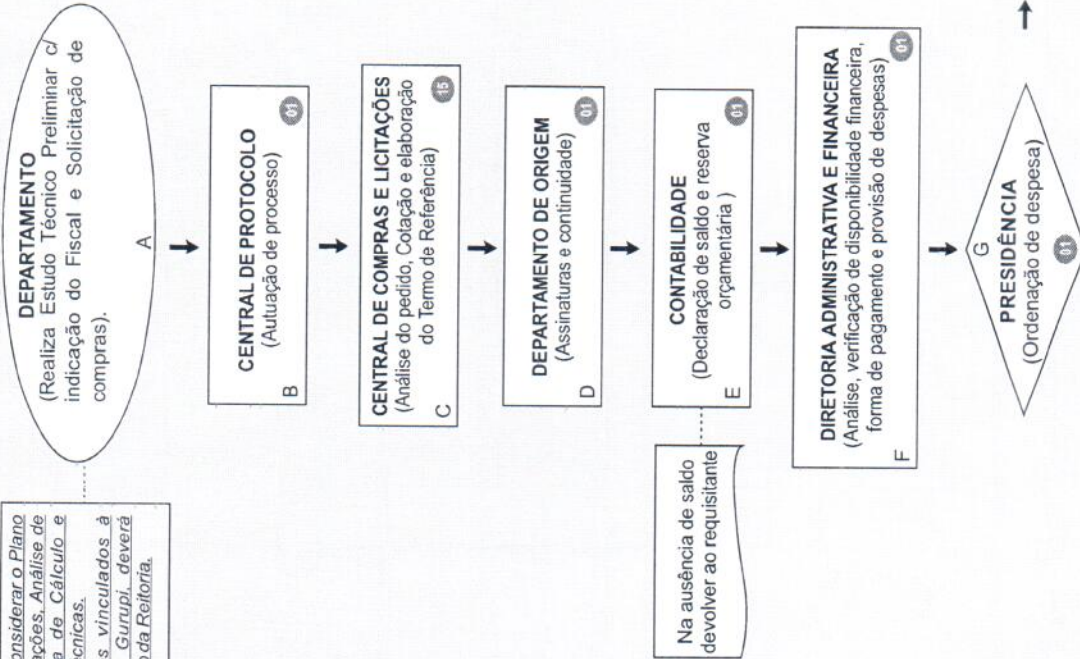 onsiderar o Plano
ações, Análise de
de Cálculo e
cnicas.
s vinculados à
Gurupi, deverá
da Reitoria.
DEPARTAMENTO
(Realiza Estudo Técnico Preliminar c/
indicação do Fiscal e Solicitação de
compras).
A
CENTRAL DE PROTOCOLO
(Autuação de processo)
B
01
CENTRAL DE COMPRAS E LICITAÇÕES
(Análise do pedido, Cotação e elaboração
do Termo de Referência)
C
15
DEPARTAMENTO DE ORIGEM
(Assinaturas e continuidade)
D
01
Na ausência de saldo
devolver ao requisitante
CONTABILIDADE
(Declaração de saldo e reserva
orçamentária )
E
01
DIRETORIA ADMINISTRATIVA E FINANCEIRA
(Análise, verificação de disponibilidade financeira,
forma de pagamento e provisão de despesas)
F
01
G
PRESIDÊNCIA
(Ordenação de despesa)
01